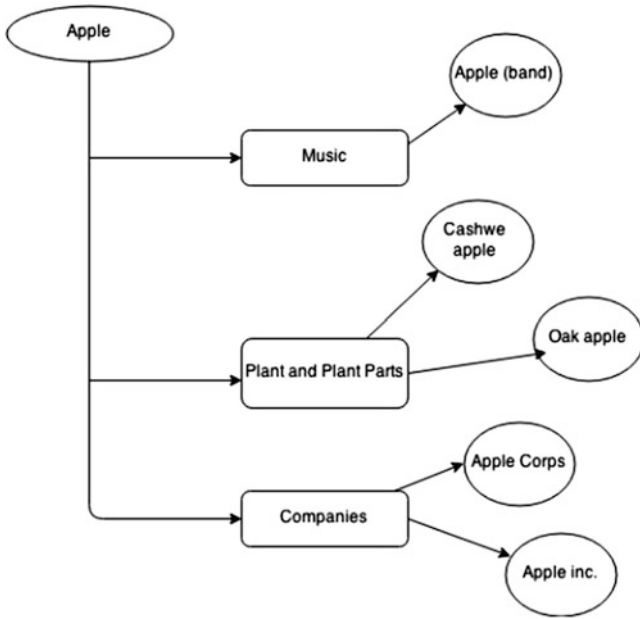 Apple
Apple (band)
Music
Cashwe
apple
Oak apple
Plant and Plant Parts
Apple Corps
Companies
Apple inc.